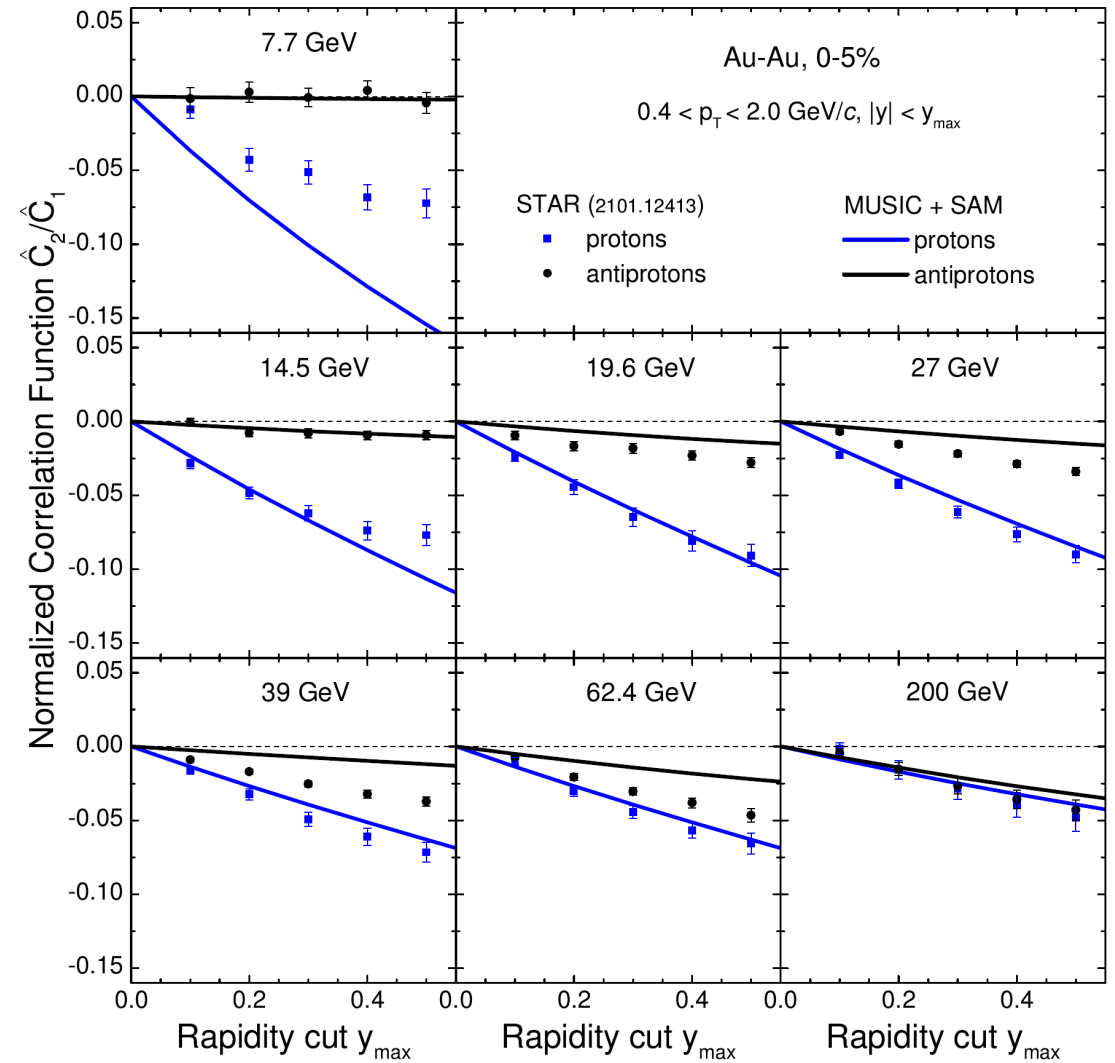 Normalized Correlation Function Ĉ2/Ĉ1
0.05
0.00
-0.05
-0.10
-0.15
7.7 GeV
Au-Au, 0-5%
0.4 < pT < 2.0 GeV/c, |y| < ymax
STAR (2101.12413)
protons
antiprotons
MUSIC + SAM
protons
antiprotons
0.05
0.00
-0.05
-0.10
-0.15
14.5 GeV
19.6 GeV
27 GeV
0.05
0.00
-0.05
-0.10
-0.15
39 GeV
62.4 GeV
200 GeV
0.0 0.2 0.4 0.0 0.2 0.4 0.0 0.2 0.4
Rapidity cut ymax
Rapidity cut ymax
Rapidity cut ymax